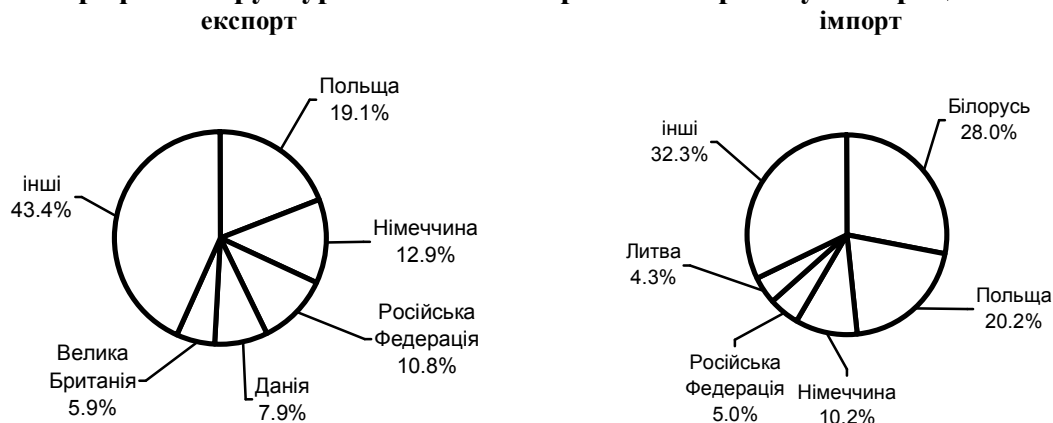 експорт
імпорт
Польща
19.1%
Німеччина
12.9%
Російська
Федерація
10.8%
Данія
7.9%
Велика
Британія
5.9%
інші
43.4%
Білорусь
28.0%
Польща
20.2%
Німеччина
10.2%
Російська
Федерація
5.0%
Литва
4.3%
інші
32.3%